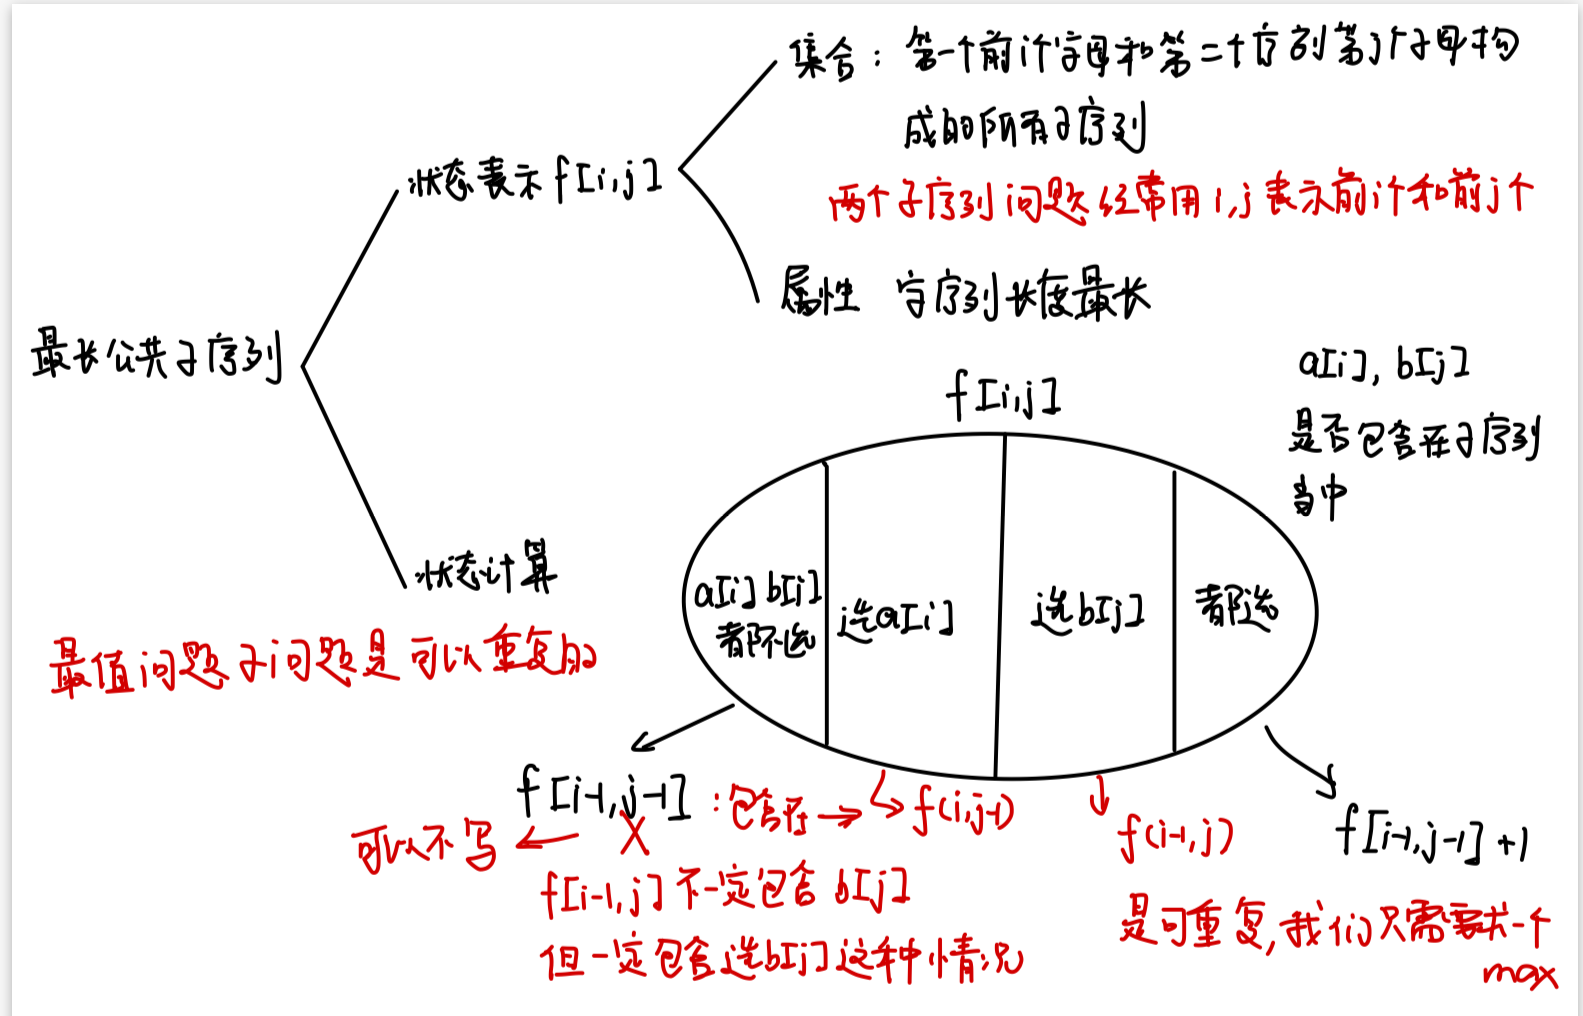 集合：第一个前i个字母和第二个序列第j个字母构
成的所有子序列
状态表示 f[i,j]
两个子序列问题经常用i,j表示前i个和前j个
属性 字序列长度最长
最长公共子序列
a[i], b[j]
是否包含在子序列
当中
f[i,j]
状态计算
a[i] b[j]
都不选
选a[i]
选b[j]
都选
最值问题子问题是可以重复的
f[i-1,j-1] :包含在→
f(i,j-1)
f(i-1,j)
f[i-1,j-1]+1
可以不写 ← X
f[i-1,j]不一定包含 b[j]
但一定包含选b[j]这种情况
是可重复,我们只需要求一个
max